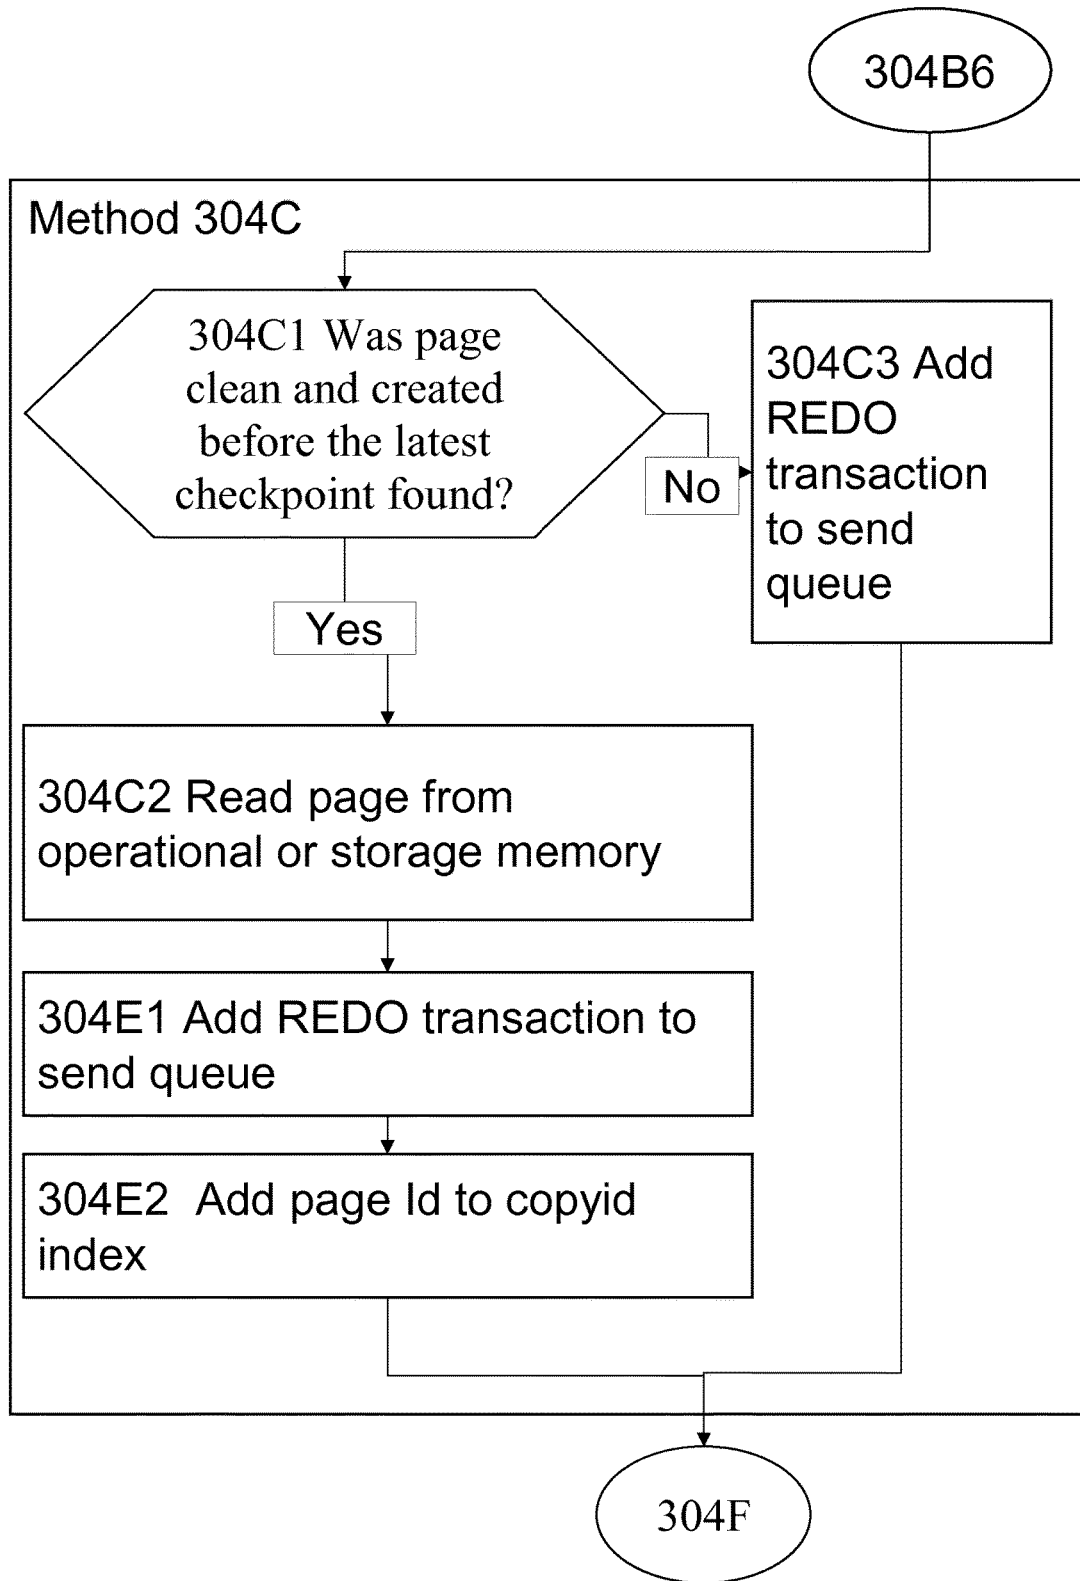 304B6
Method 304C
304C1 Was page
clean and created
before the latest
checkpoint found?
304C3 Add
REDO
transaction
to send
queue
No
Yes
304C2 Read page from
operational or storage memory
304E1 Add REDO transaction to
send queue
304E2  Add page Id to copyid
index
304F